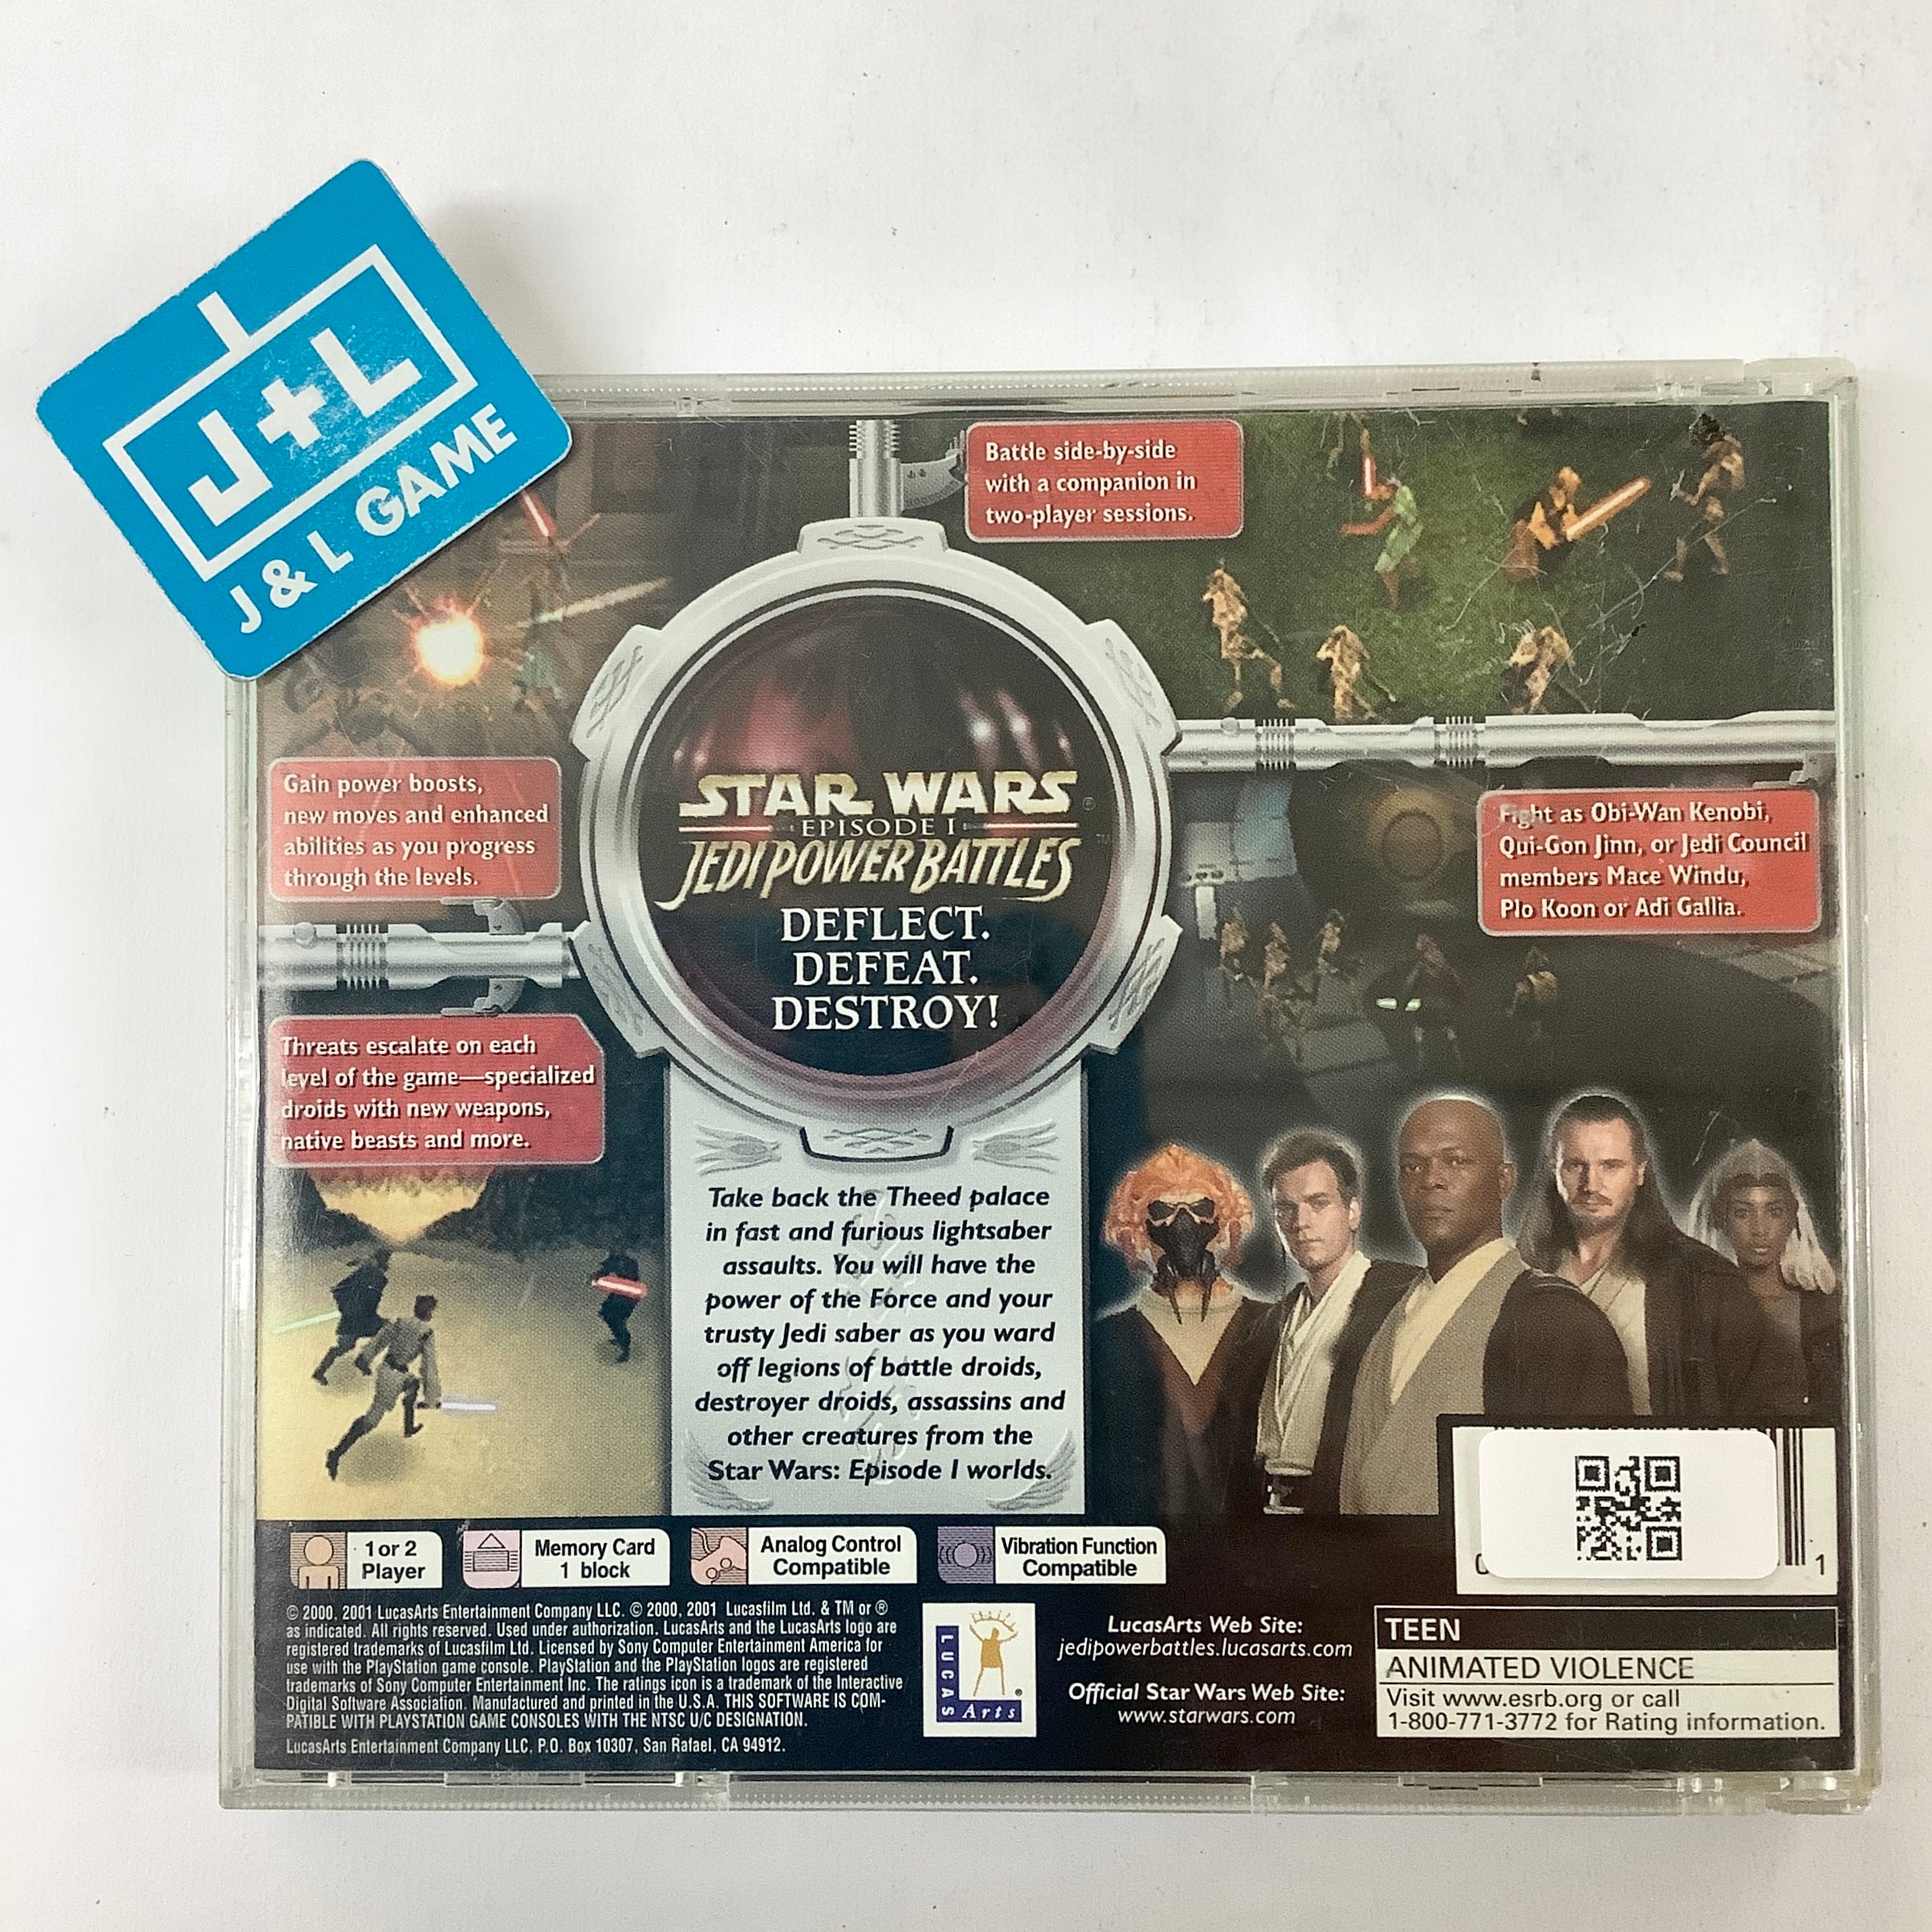 J+L
J & L GAME
Battle side-by-side
with a companion in
two-player sessions.
Gain power boosts,
new moves and enhanced
abilities as you progress
through the levels.
STAR WARS ®
EPISODE I
JEDI POWER BATTLES ™
DEFLECT.
DEFEAT.
DESTROY!
Fight as Obi-Wan Kenobi,
Qui-Gon Jinn, or Jedi Council
members Mace Windu,
Plo Koon or Adi Gallia.
Threats escalate on each
level of the game—specialized
droids with new weapons,
native beasts and more.
Take back the Theed palace
in fast and furious lightsaber
assaults. You will have the
power of the Force and your
trusty Jedi saber as you ward
off legions of battle droids,
destroyer droids, assassins and
other creatures from the
Star Wars: Episode I worlds.
1 or 2
Player
Memory Card
1 block
Analog Control
Compatible
Vibration Function
Compatible
0
1
© 2000, 2001 LucasArts Entertainment Company LLC. © 2000, 2001 Lucasfilm Ltd. & TM or ®
as indicated. All rights reserved. Used under authorization. LucasArts and the LucasArts logo are
registered trademarks of Lucasfilm Ltd. Licensed by Sony Computer Entertainment America for
use with the PlayStation game console. PlayStation and the PlayStation logos are registered
trademarks of Sony Computer Entertainment Inc. The ratings icon is a trademark of the Interactive
Digital Software Association. Manufactured and printed in the U.S.A. THIS SOFTWARE IS COM-
PATIBLE WITH PLAYSTATION GAME CONSOLES WITH THE NTSC U/C DESIGNATION.
LucasArts Entertainment Company LLC, P.O. Box 10307, San Rafael, CA 94912.
LUCAS
Arts
®
LucasArts Web Site:
jedipowerbattles.lucasarts.com
Official Star Wars Web Site:
www.starwars.com
TEEN
ANIMATED VIOLENCE
Visit www.esrb.org or call
1-800-771-3772 for Rating information.